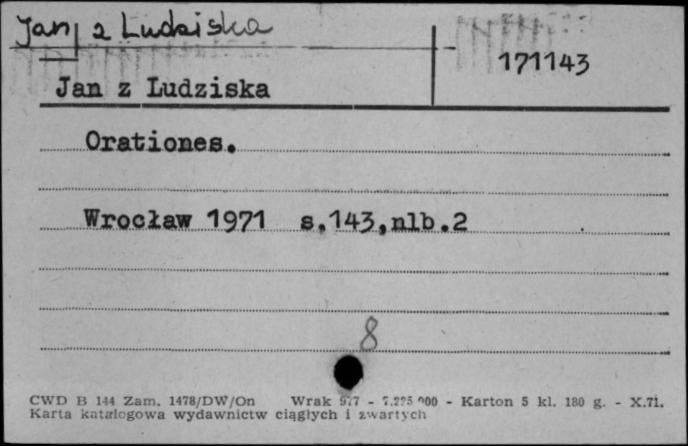 Jan z Ludziska
171143
Jan z Ludziska
Orationes.
Wrocław 1971 s.143,nlb.2
8
CWD B 144 Zam. 1478/DW/On Wrak - Karton 5 kl. 180 g. - X.71.
Karta katalogowa wydawnictw ciągłych i zwartych